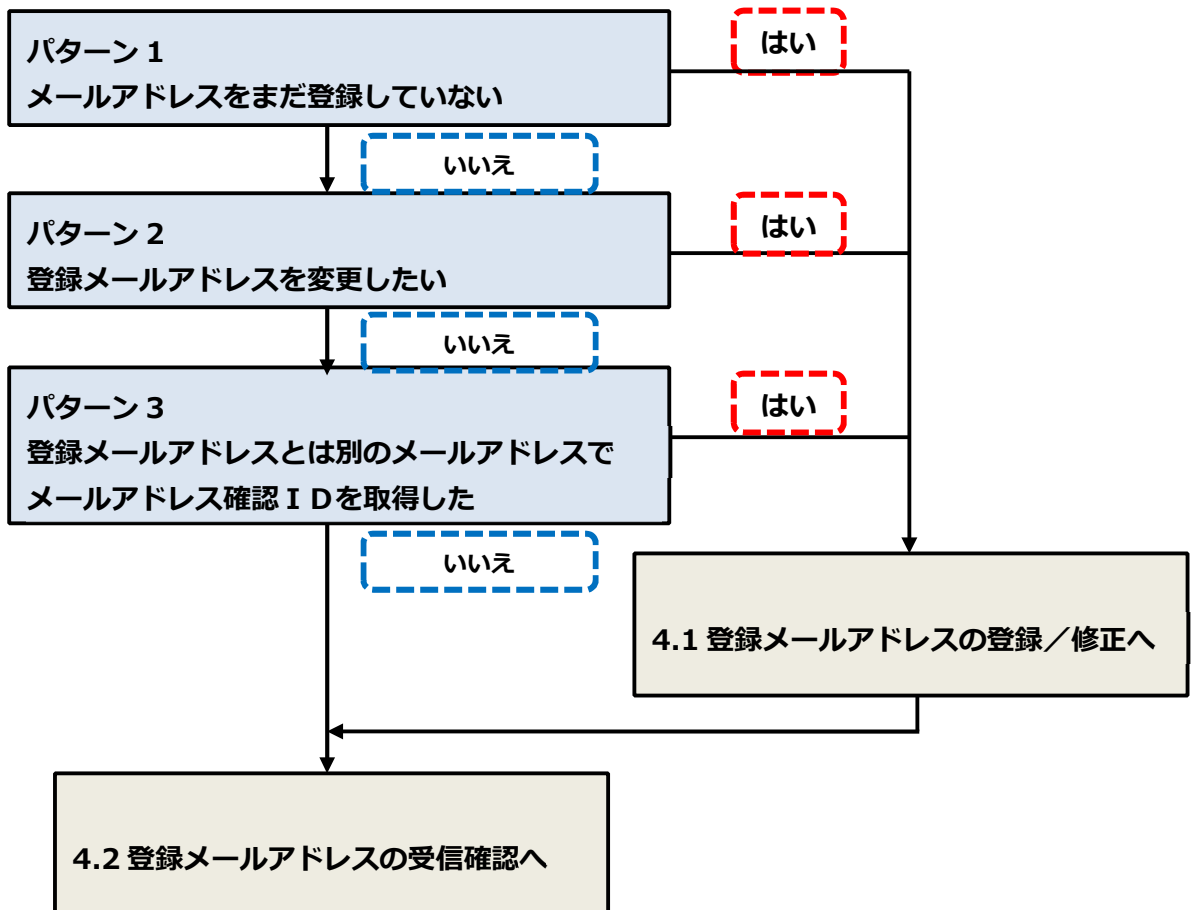 パターン１
メールアドレスをまだ登録していない
はい
いいえ
パターン２
登録メールアドレスを変更したい
はい
いいえ
パターン３
登録メールアドレスとは別のメールアドレスで
メールアドレス確認ＩＤを取得した
はい
いいえ
4.1 登録メールアドレスの登録／修正へ
4.2 登録メールアドレスの受信確認へ